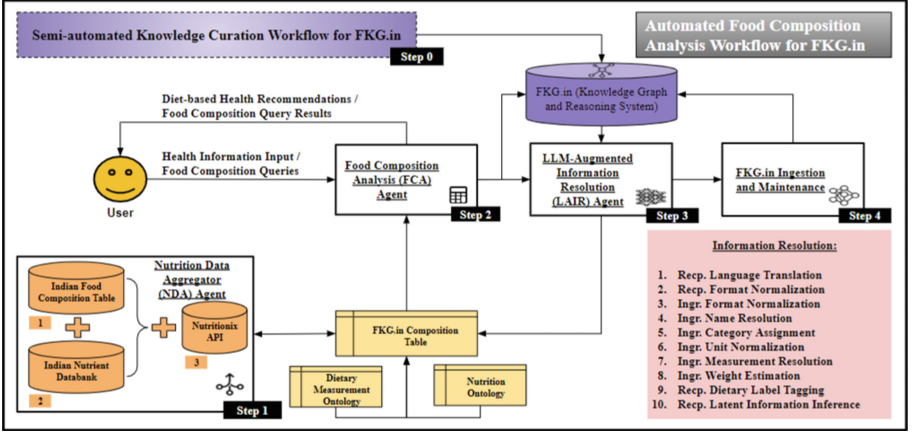 Semi-automated Knowledge Curation Workflow for FKG.in
Step 0
Automated Food Composition
Analysis Workflow for FKG.in
FKG.in (Knowledge Graph
and Reasoning System)
Diet-based Health Recommendations /
Food Composition Query Results
Health Information Input /
Food Composition Queries
User
Food Composition
Analysis (FCA)
Agent
Step 2
LLM-Augmented
Information
Resolution
(LAIR) Agent
Step 3
FKG.in Ingestion
and Maintenance
Step 4
Nutrition Data
Aggregator
(NDA) Agent
Indian Food
Composition Table
1
Indian Nutrient
Databank
2
Nutritionix
API
3
Step 1
FKG.in Composition
Table
Dietary
Measurement
Ontology
Nutrition
Ontology
Information Resolution:
1. Recp. Language Translation
2. Recp. Format Normalization
3. Ingr. Format Normalization
4. Ingr. Name Resolution
5. Ingr. Category Assignment
6. Ingr. Unit Normalization
7. Ingr. Measurement Resolution
8. Ingr. Weight Estimation
9. Recp. Dietary Label Tagging
10. Recp. Latent Information Inference